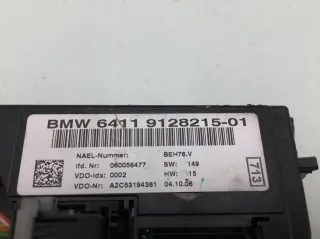 BMW 6411 9128215-01
NAEL-Nummer: BEH76.V
lfd. Nr: 060056477 SW: 149
VDO-Idx: 0002 HW: 15
VDO-Nr: A2C53194361 04.10.06
713